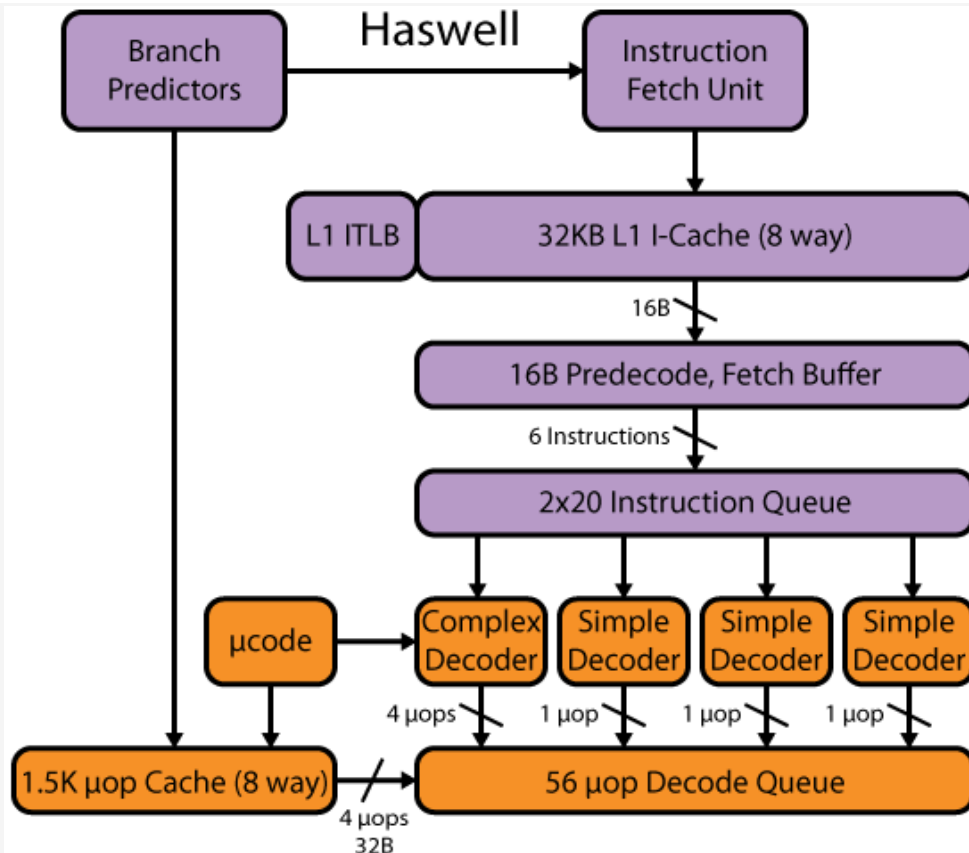 Haswell
Branch
Predictors
Instruction
Fetch Unit
L1 ITLB
32KB L1 I-Cache (8 way)
16B
16B Predecode, Fetch Buffer
6 Instructions
2x20 Instruction Queue
µcode
Complex
Decoder
Simple
Decoder
Simple
Decoder
Simple
Decoder
4 µops
1 µop
1 µop
1 µop
1.5K µop Cache (8 way)
4 µops
32B
56 µop Decode Queue